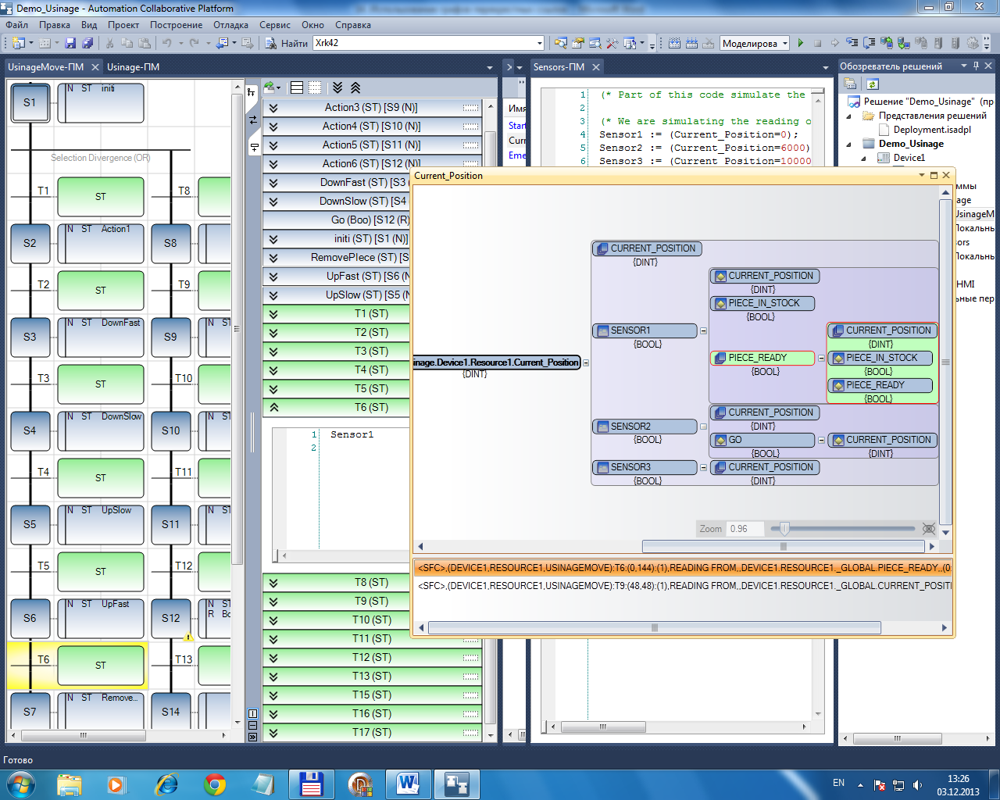 Demo_Usinage - Automation Collaborative Platform
Файл Правка Вид Проект Построение Отладка Сервис Окно Справка
Найти Xrk42 Моделирова
UsinageMove-ПМ Usinage-ПМ Sensors-ПМ Обозреватель решений
S1 N ST initi
Selection Divergence (OR)
T1 ST T8
S2 N ST Action1 S8
T2 ST T9
S3 N ST DownFast S9 N
T3 ST T10
S4 N ST DownSlow S10 N
T4 ST T11
S5 N ST UpSlow S11 N
T5 ST T12
S6 N ST UpFast S12 N ST
R Bo
T6 ST T13
S7 N ST Remove... S14
Action3 (ST) [S9 (N)]
Action4 (ST) [S10 (N)]
Action5 (ST) [S11 (N)]
Action6 (ST) [S12 (N)]
DownFast (ST) [S3
DownSlow (ST) [S4
Go (Boo) [S12 (R)
initi (ST) [S1 (N)]
RemovePIece (ST) [S
UpFast (ST) [S6 (N
UpSlow (ST) [S5 (N
T1 (ST)
T2 (ST)
T3 (ST)
T4 (ST)
T5 (ST)
T6 (ST)
1 Sensor1
2
T8 (ST)
T9 (ST)
T10 (ST)
T11 (ST)
T12 (ST)
T13 (ST)
T15 (ST)
T16 (ST)
T17 (ST)
Имя
Start
Curr
Eme
1 (* Part of this code simulate the
2
3 (* We are simulating the reading o
4 Sensor1 := (Current_Position=0);
5 Sensor2 := (Current_Position=6000)
6 Sensor3 := (Current_Position=10000
Решение "Demo_Usinage" (пр
Представления решений
Deployment.isadpl
Demo_Usinage
Device1
ммы
age
UsinageM
Локальны
ors
Локальны
HMI
льные пер
Current_Position
inage.Device1.Resource1.Current_Position
{DINT}
CURRENT_POSITION
{DINT}
CURRENT_POSITION
{DINT}
PIECE_IN_STOCK
{BOOL}
SENSOR1
{BOOL}
CURRENT_POSITION
{DINT}
PIECE_READY
{BOOL}
PIECE_IN_STOCK
{BOOL}
PIECE_READY
{BOOL}
CURRENT_POSITION
{DINT}
SENSOR2
{BOOL}
GO
{BOOL}
CURRENT_POSITION
{DINT}
SENSOR3
{BOOL}
CURRENT_POSITION
{DINT}
Zoom 0.96
<SFC>,(DEVICE1,RESOURCE1,USINAGEMOVE):T6:(0,144):(1),READING FROM,,DEVICE1.RESOURCE1._GLOBAL.PIECE_READY,,(0:
<SFC>,(DEVICE1,RESOURCE1,USINAGEMOVE):T9:(48,48):(1),READING FROM,,DEVICE1.RESOURCE1._GLOBAL.CURRENT_POSITI
Готово
EN 13:26
03.12.2013